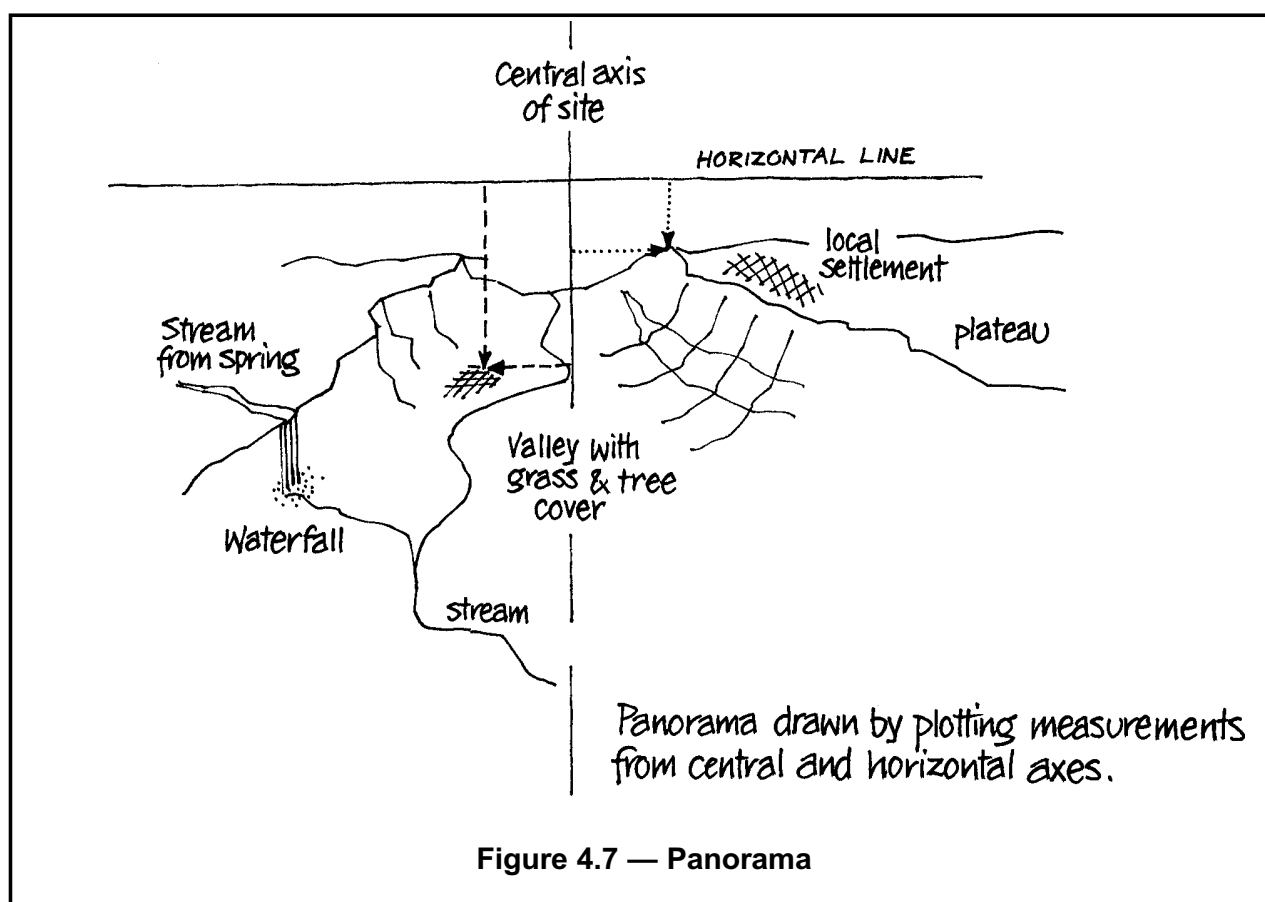 Central axis
of site
HORIZONTAL LINE
local
settlement
plateau
Stream
from spring
Valley with
grass & tree
cover
Waterfall
stream
Panorama drawn by plotting measurements
from central and horizontal axes.
Figure 4.7 — Panorama